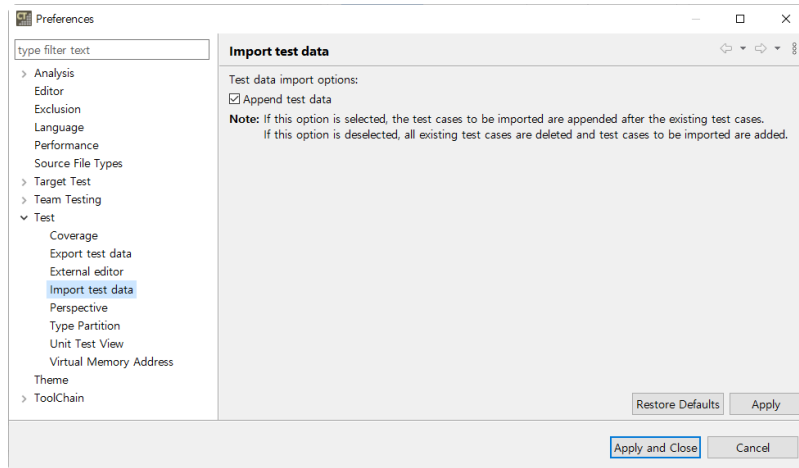 CT
Preferences
type filter text
Analysis
Editor
Exclusion
Language
Performance
Source File Types
Target Test
Team Testing
Test
Coverage
Export test data
External editor
Import test data
Perspective
Type Partition
Unit Test View
Virtual Memory Address
Theme
ToolChain
Import test data
Test data import options:
Append test data
Note: If this option is selected, the test cases to be imported are appended after the existing test cases.
If this option is deselected, all existing test cases are deleted and test cases to be imported are added.
Restore Defaults
Apply
Apply and Close
Cancel